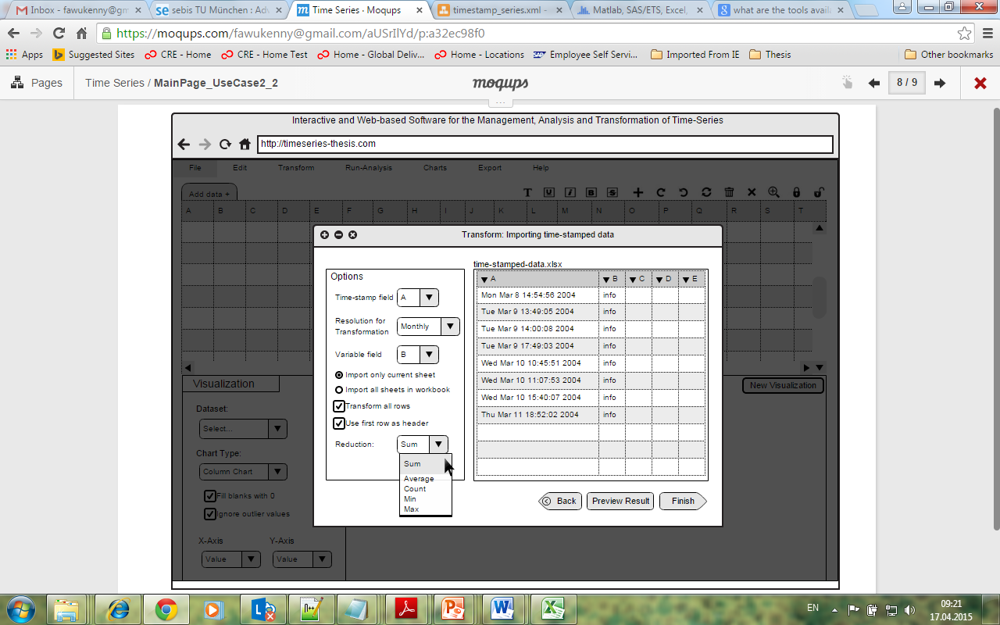 Inbox - fawukenny@gm
sebis TU München : Adv
Time Series · Moqups
timestamp_series.xml -
Matlab, SAS/ETS, Excel,
what are the tools avail
https://moqups.com/fawukenny@gmail.com/aUSrIlYd/p:a32ec98f0
Apps Suggested Sites CRE - Home CRE - Home Test Home - Global Deliv... Home - Locations Employee Self Servi... Imported From IE Thesis Other bookmarks
Pages Time Series / MainPage_UseCase2_2 moqups 8 / 9
Interactive and Web-based Software for the Management, Analysis and Transformation of Time-Series
http://timeseries-thesis.com
File Edit Transform Run-Analysis Charts Export Help
Add data + T U i B S
A B C D E F G H I J K L M N O P Q R S T
Transform: Importing time-stamped data
Options
Time-stamp field A
Resolution for
Transformation
Monthly
Variable field B
Import only current sheet
Import all sheets in workbook
Transform all rows
Use first row as header
Reduction: Sum
Sum
Average
Count
Min
Max
time-stamped-data.xlsx
A B C D E
Mon Mar 8 14:54:56 2004 info
Tue Mar 9 13:49:05 2004 info
Tue Mar 9 14:00:08 2004 info
Tue Mar 9 17:49:03 2004 info
Wed Mar 10 10:45:51 2004 info
Wed Mar 10 11:07:53 2004 info
Wed Mar 10 15:40:07 2004 info
Thu Mar 11 18:52:02 2004 info
Back Preview Result Finish
Visualization
New Visualization
Dataset:
Select...
Chart Type:
Column Chart
Fill blanks with 0
Ignore outlier values
X-Axis Y-Axis
Value Value
EN
09:21
17.04.2015